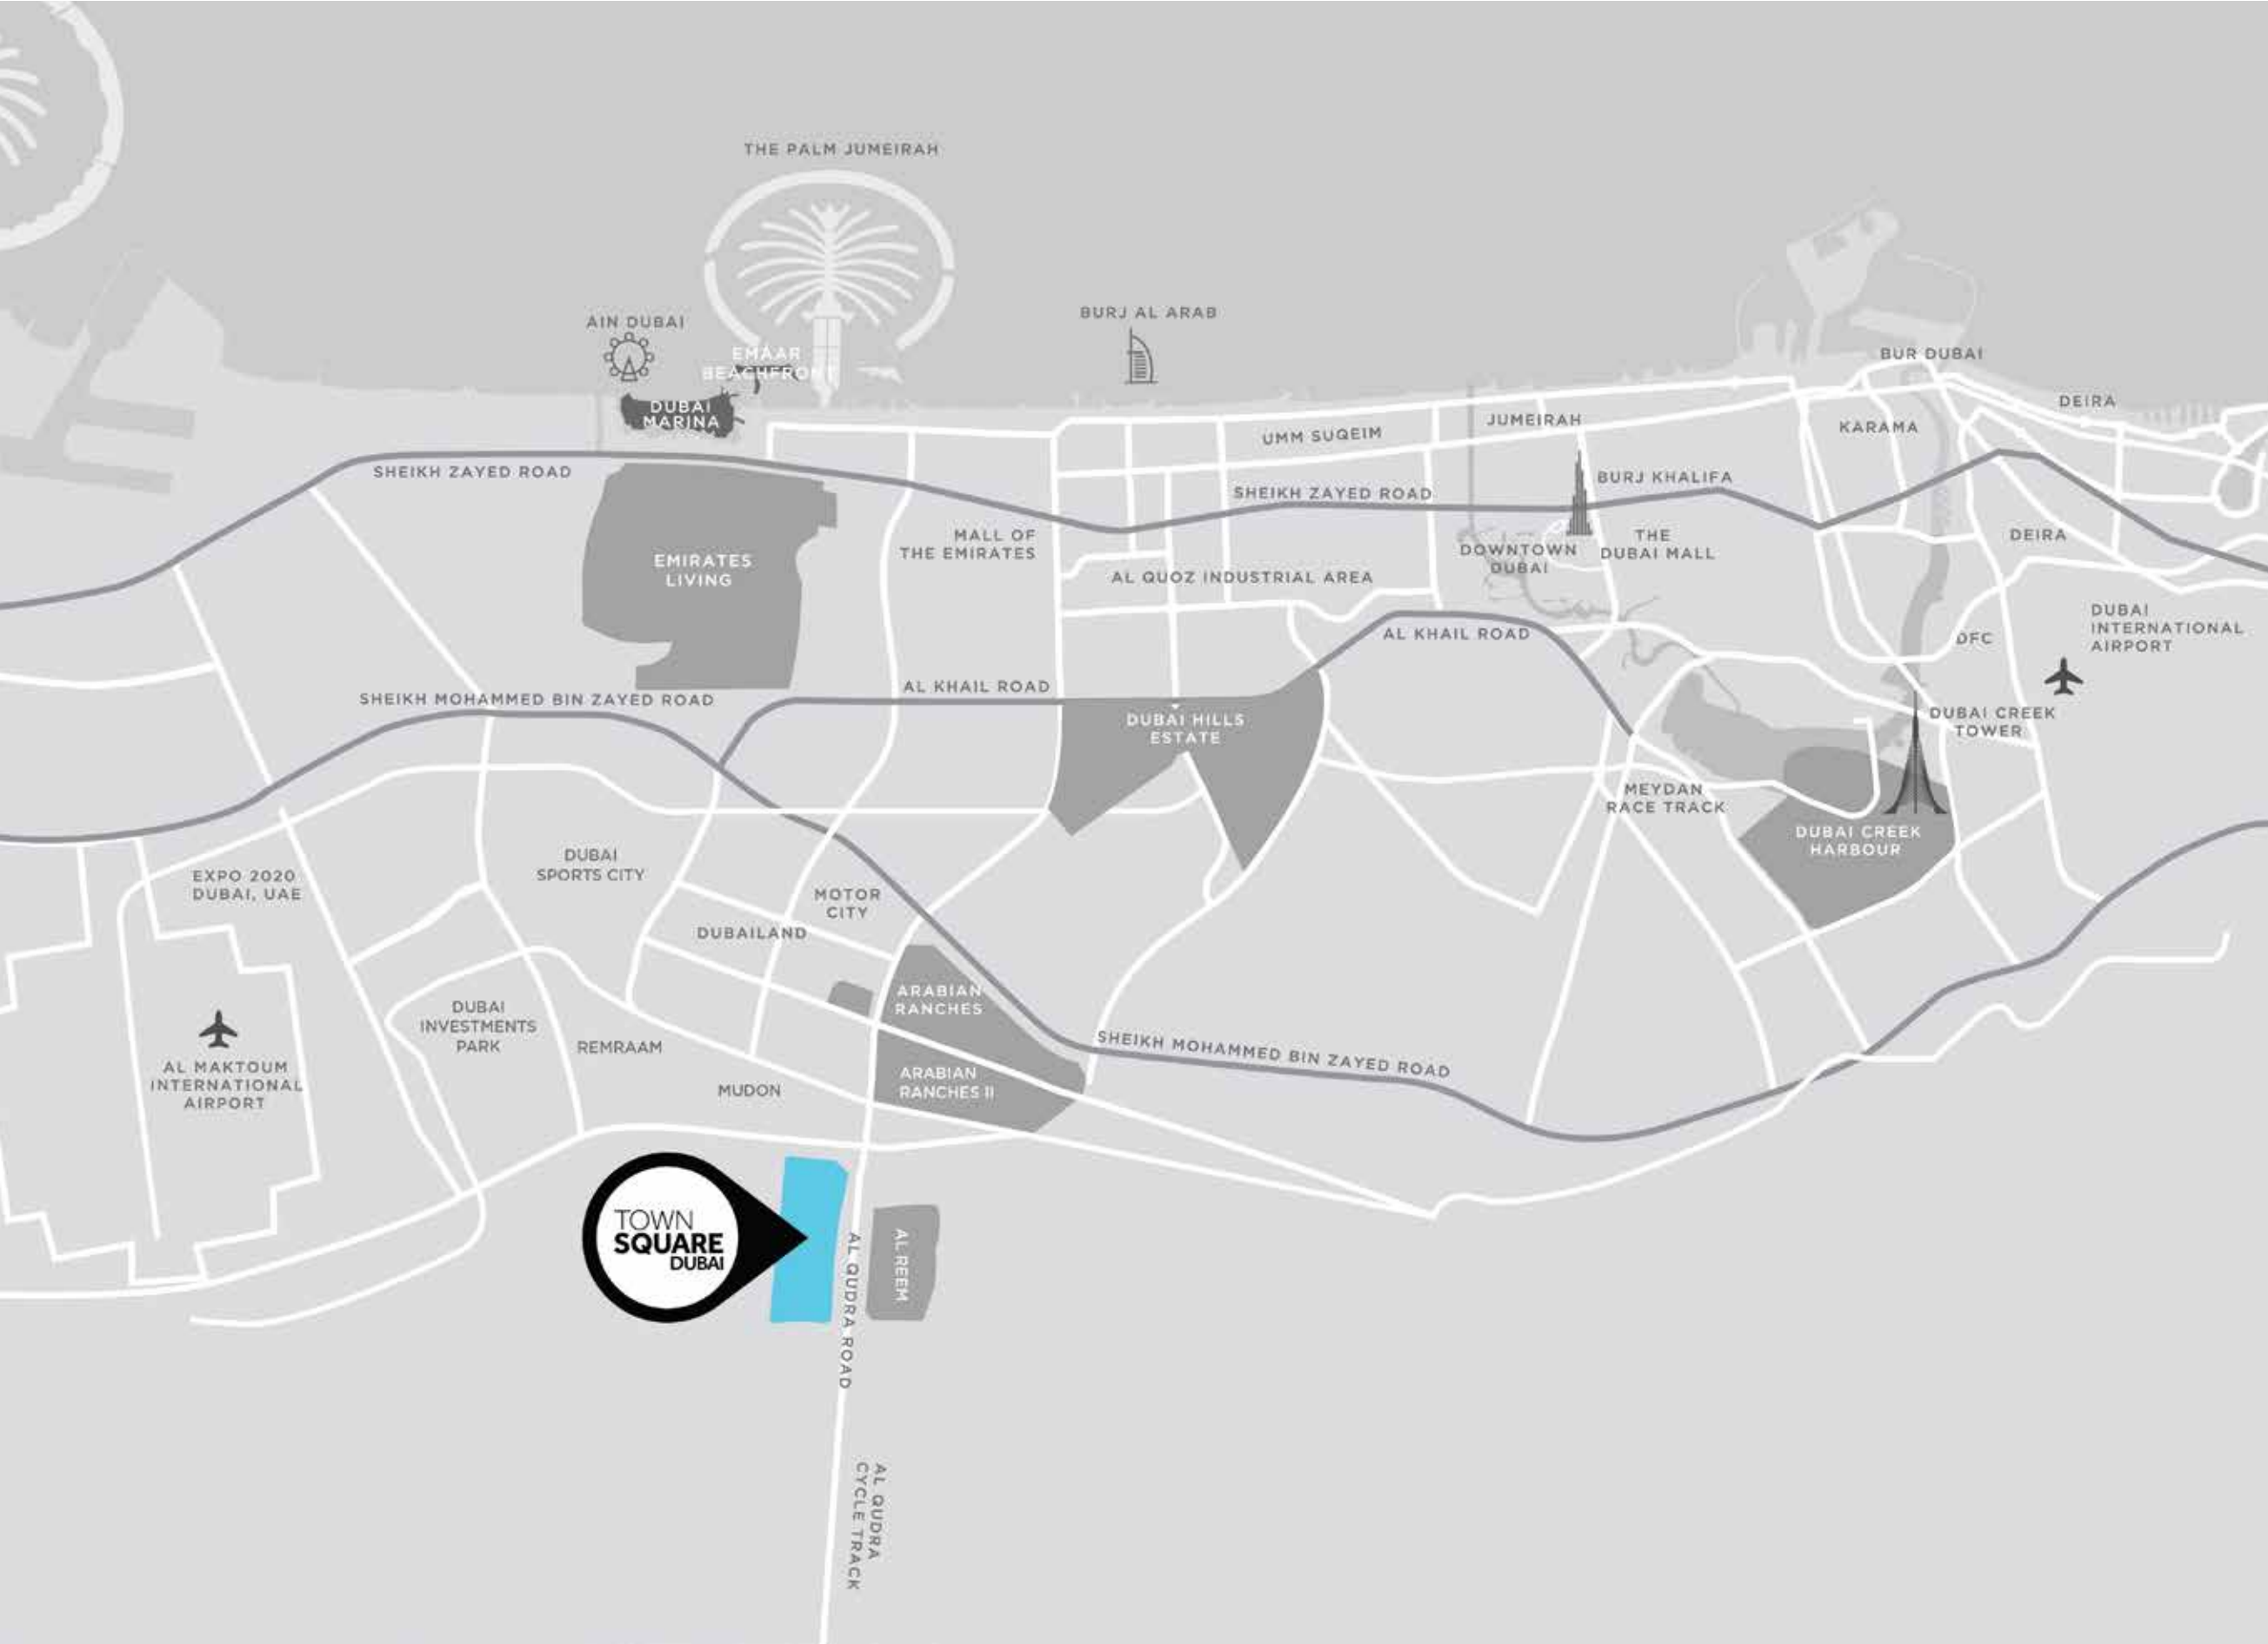 THE PALM JUMEIRAH
AIN DUBAI
BURJ AL ARAB
EMAAR
BEACHFRONT
BUR DUBAI
DUBAI
MARINA
DEIRA
JUMEIRAH
KARAMA
UMM SUQEIM
SHEIKH ZAYED ROAD
BURJ KHALIFA
SHEIKH ZAYED ROAD
MALL OF
THE EMIRATES
THE
DUBAI MALL
DEIRA
DOWNTOWN
DUBAI
EMIRATES
LIVING
AL QUOZ INDUSTRIAL AREA
DUBAI
INTERNATIONAL
AIRPORT
AL KHAIL ROAD
DFC
AL KHAIL ROAD
SHEIKH MOHAMMED BIN ZAYED ROAD
DUBAI HILLS
ESTATE
DUBAI CREEK
TOWER
MEYDAN
RACE TRACK
DUBAI CREEK
HARBOUR
DUBAI
SPORTS CITY
EXPO 2020
DUBAI, UAE
MOTOR
CITY
DUBAILAND
ARABIAN
RANCHES
DUBAI
INVESTMENTS
PARK
REMRAAM
SHEIKH MOHAMMED BIN ZAYED ROAD
AL MAKTOUM
INTERNATIONAL
AIRPORT
ARABIAN
RANCHES II
MUDON
TOWN
SQUARE
DUBAI
AL QUDRA ROAD
AL REEM
AL QUDRA
CYCLE TRACK